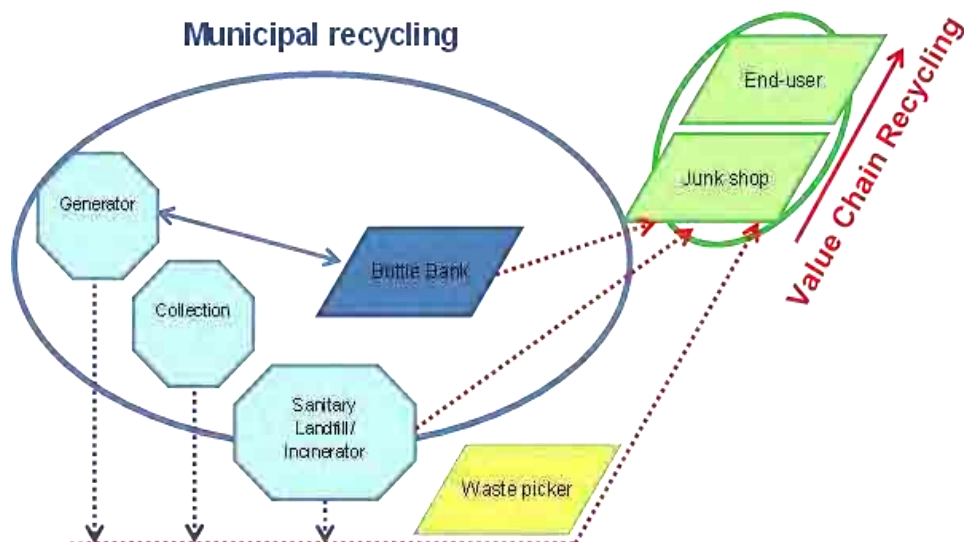 Municipal recycling
End-user
Junk shop
Value Chain Recycling
Generator
Bottle Bank
Collection
Sanitary
Landfill/
Incinerator
Waste picker